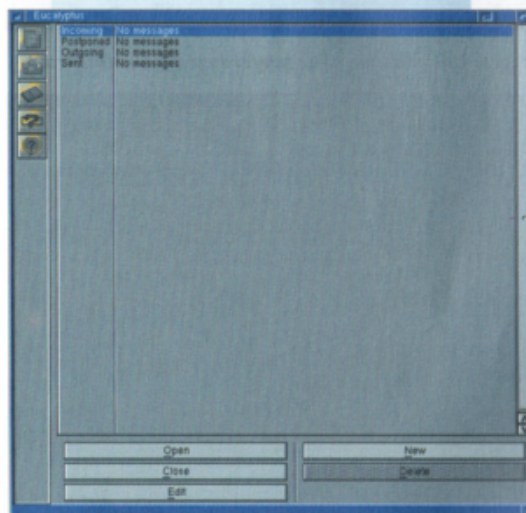 Eucalyptus
Incoming No messages
Postponed No messages
Outgoing No messages
Sent No messages
Open New
Close Delete
Edit